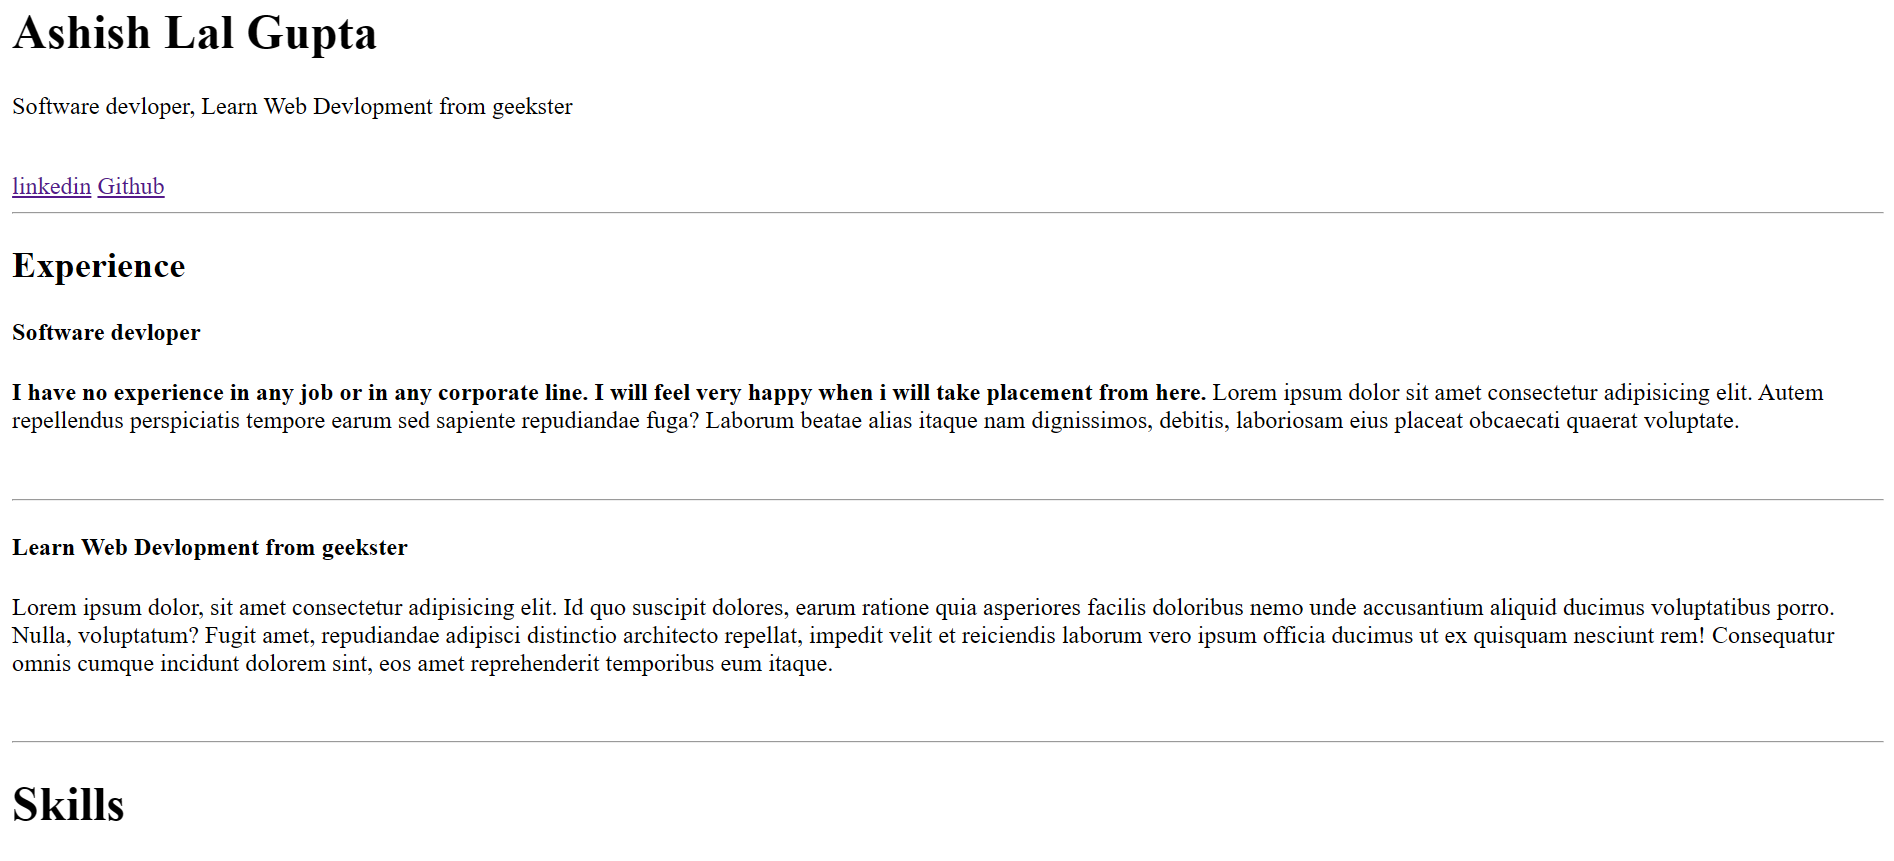 Ashish Lal Gupta
Software devloper, Learn Web Devlopment from geekster
linkedin Github
Experience
Software devloper
I have no experience in any job or in any corporate line. I will feel very happy when i will take placement from here. Lorem ipsum dolor sit amet consectetur adipisicing elit. Autem
repellendus perspiciatis tempore earum sed sapiente repudiandae fuga? Laborum beatae alias itaque nam dignissimos, debitis, laboriosam eius placeat obcaecati quaerat voluptate.
Learn Web Devlopment from geekster
Lorem ipsum dolor, sit amet consectetur adipisicing elit. Id quo suscipit dolores, earum ratione quia asperiores facilis doloribus nemo unde accusantium aliquid ducimus voluptatibus porro.
Nulla, voluptatum? Fugit amet, repudiandae adipisci distinctio architecto repellat, impedit velit et reiciendis laborum vero ipsum officia ducimus ut ex quisquam nesciunt rem! Consequatur
omnis cumque incidunt dolorem sint, eos amet reprehenderit temporibus eum itaque.
Skills